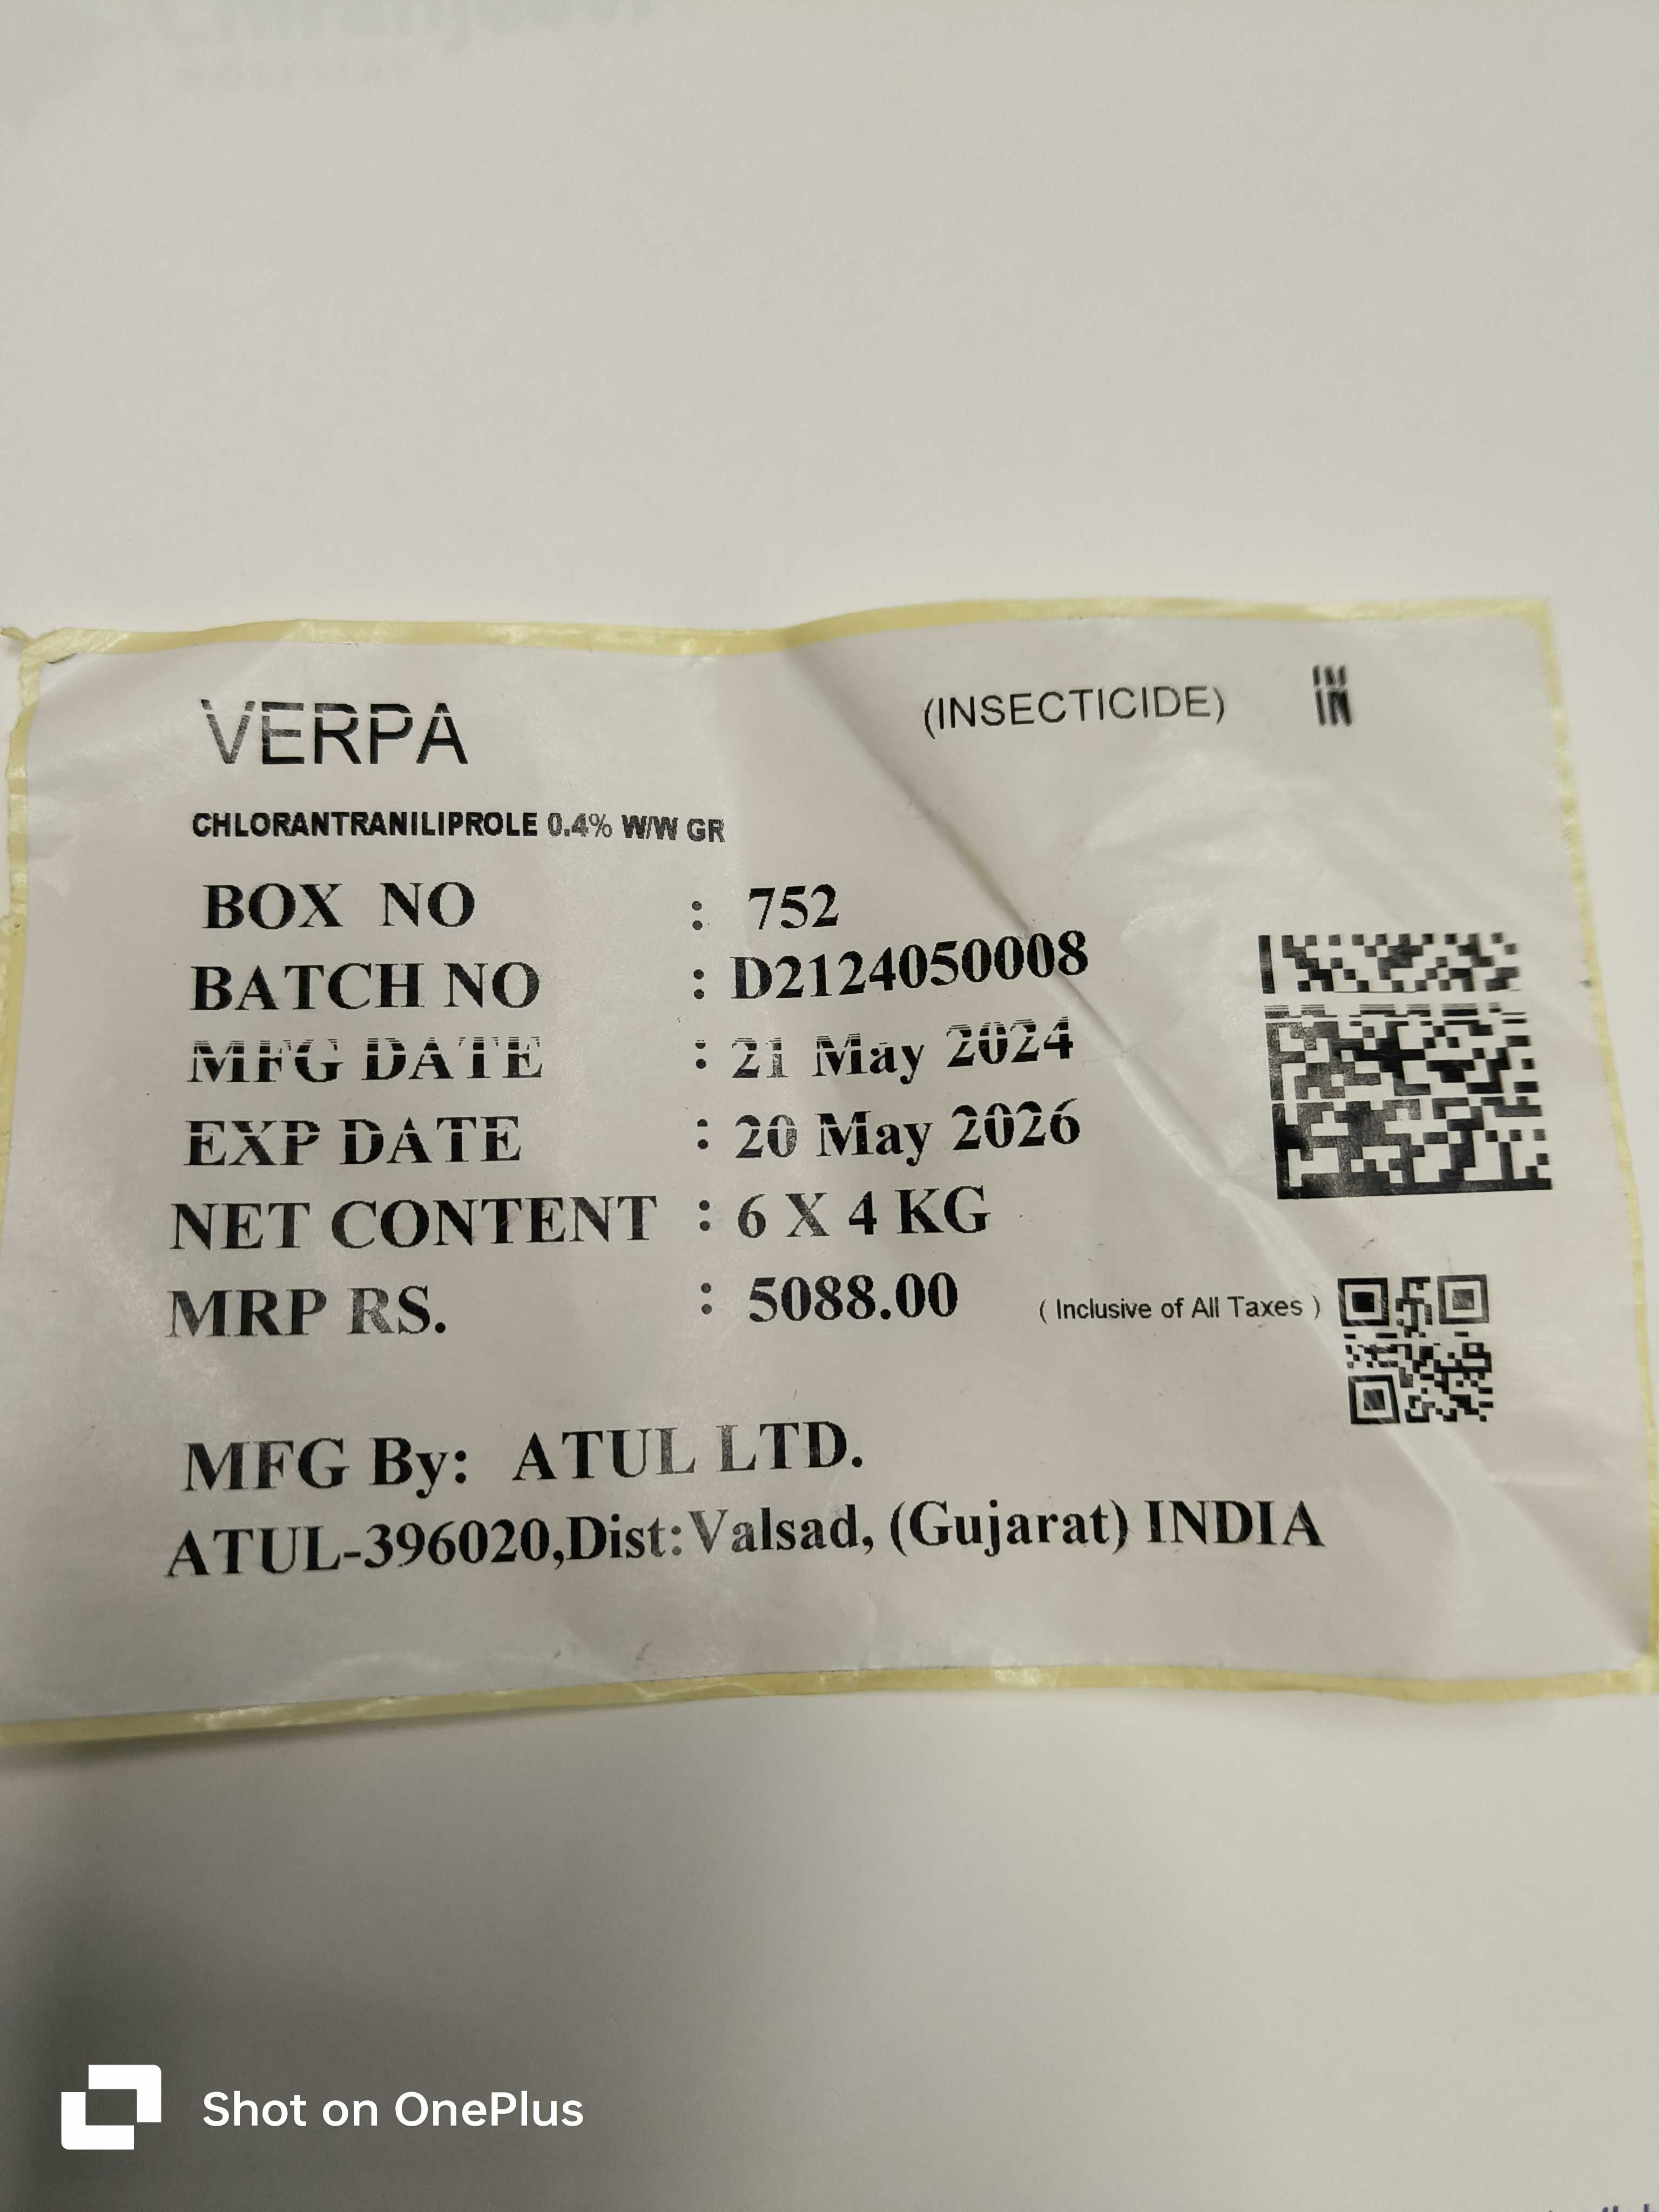 VERPA (INSECTICIDE) IN
CHLORANTRANILIPROLE 0.4% W/W GR
BOX NO : 752
BATCH NO : D2124050008
MFG DATE : 21 May 2024
EXP DATE : 20 May 2026
NET CONTENT : 6 X 4 KG
MRP RS. : 5088.00 ( Inclusive of All Taxes )
MFG By: ATUL LTD.
ATUL-396020,Dist:Valsad, (Gujarat) INDIA
Shot on OnePlus